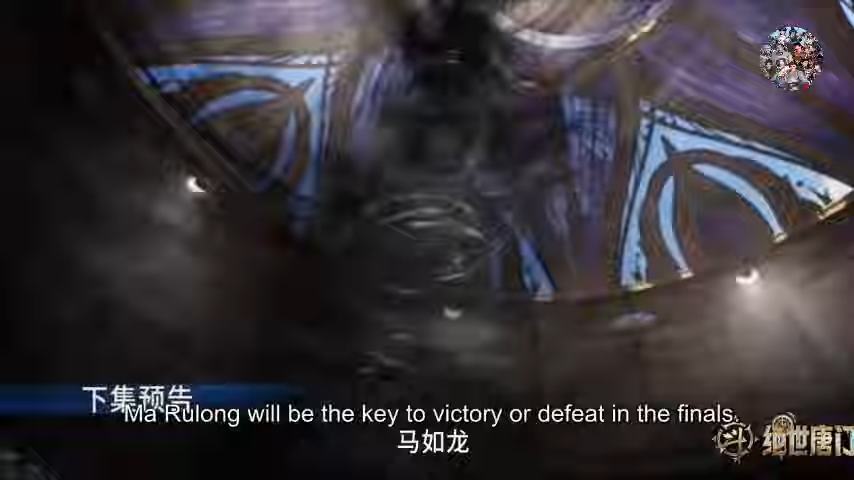 下集预告
Ma Rulong will be the key to victory or defeat in the finals.
马如龙
斗 绝世唐门